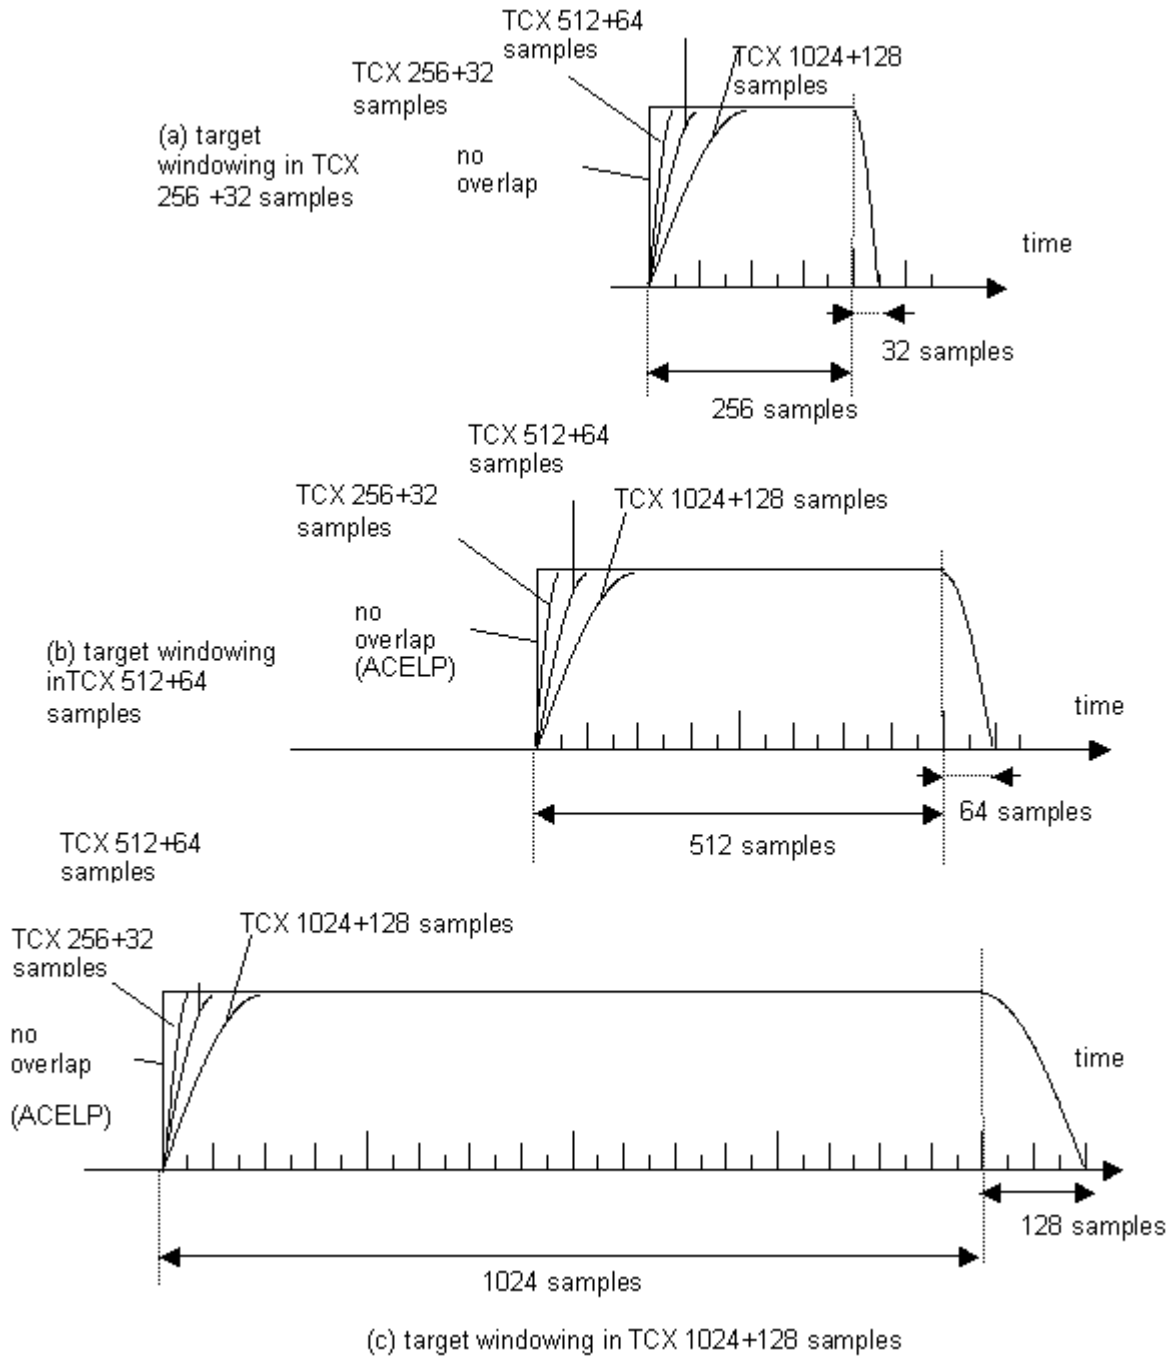 TCX 512+64
samples
TCX 1024+128
samples
TCX 256+32
samples
(a) target
windowing in TCX
256 +32 samples
no
overlap
time
32 samples
256 samples
TCX 512+64
samples
TCX 256+32
samples
TCX 1024+128 samples
no
overlap
(ACELP)
(b) target windowing
inTCX 512+64
samples
time
64 samples
512 samples
TCX 512+64
samples
TCX 1024+128 samples
TCX 256+32
samples
no
overlap
(ACELP)
time
128 samples
1024 samples
(c) target windowing in TCX 1024+128 samples